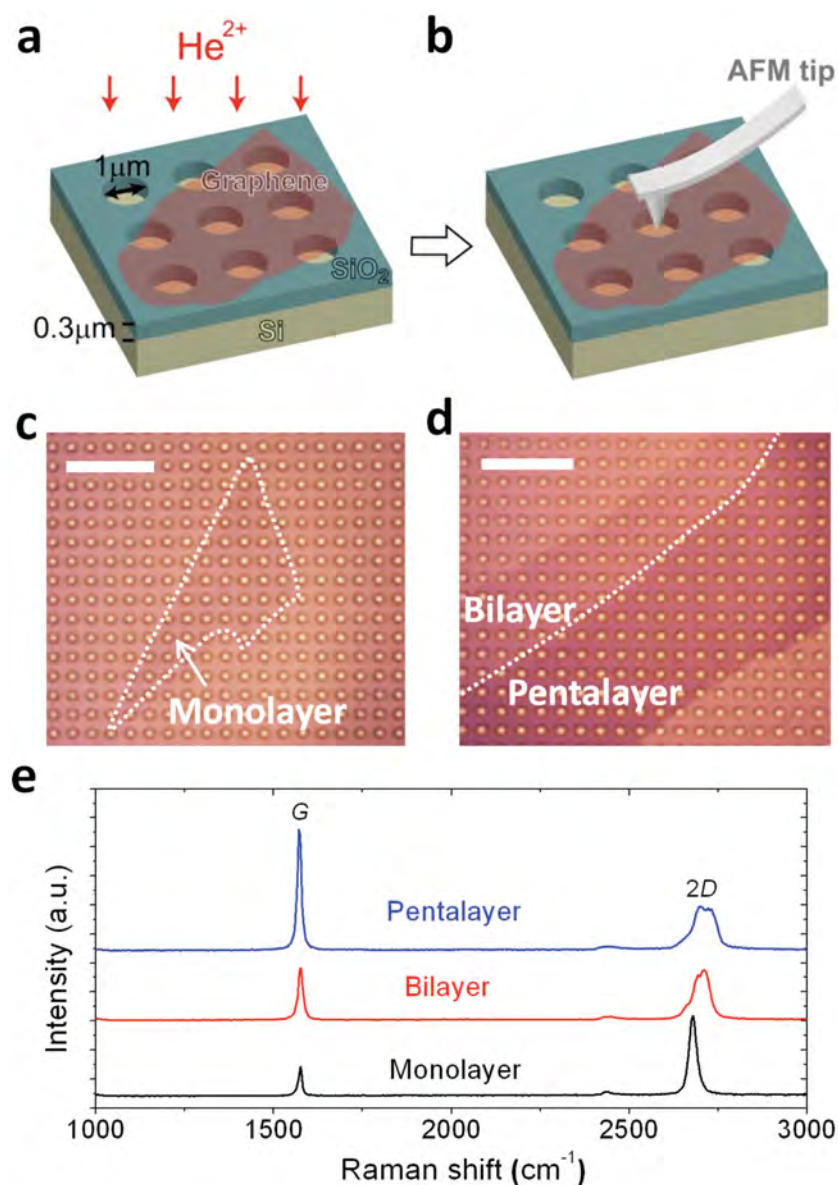 a
b
He²⁺
AFM tip
1µm
Graphene
SiO₂
0.3µm
Si
c
d
Monolayer
Bilayer
Pentalayer
e
G
2D
Pentalayer
Bilayer
Monolayer
Intensity (a.u.)
1000 1500 2000 2500 3000
Raman shift (cm⁻¹)